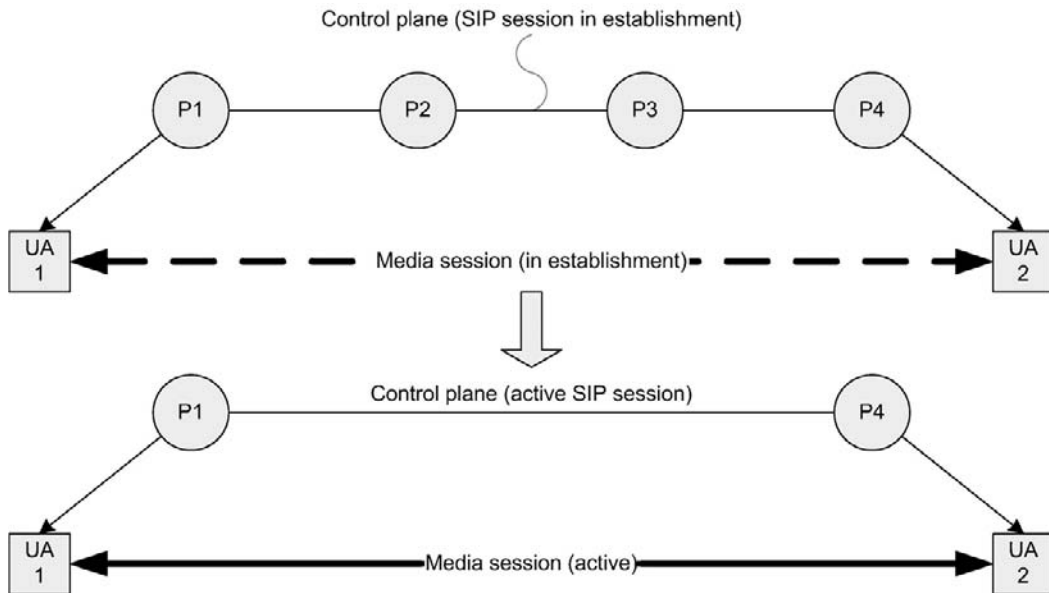 Control plane (SIP session in establishment)
P1
P2
P3
P4
UA
1
Media session (in establishment)
UA
2
Control plane (active SIP session)
P1
P4
UA
1
Media session (active)
UA
2